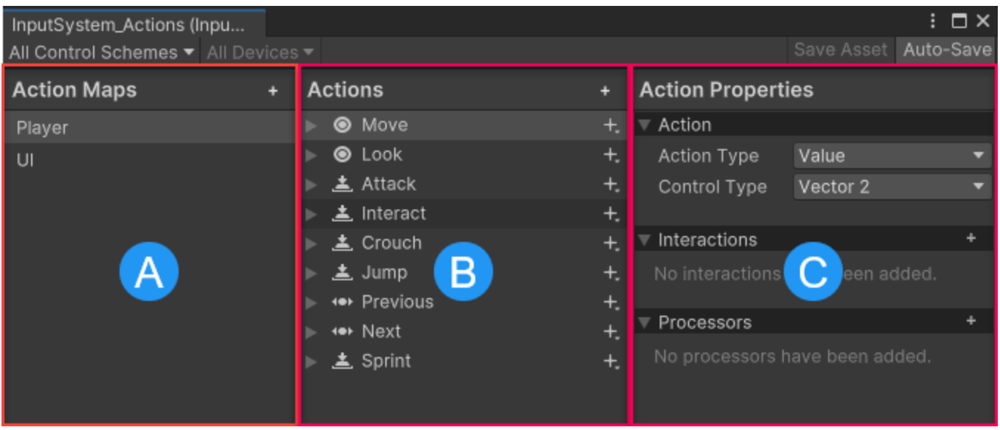 InputSystem_Actions (Inpu...
All Control Schemes All Devices Save Asset Auto-Save
Action Maps +
Player
UI
A
Actions +
Move
Look
Attack
Interact
Crouch
Jump
Previous
Next
Sprint
B
Action Properties
Action
Action Type Value
Control Type Vector 2
Interactions +
No interactions een added.
Processors +
No processors have been added.
C